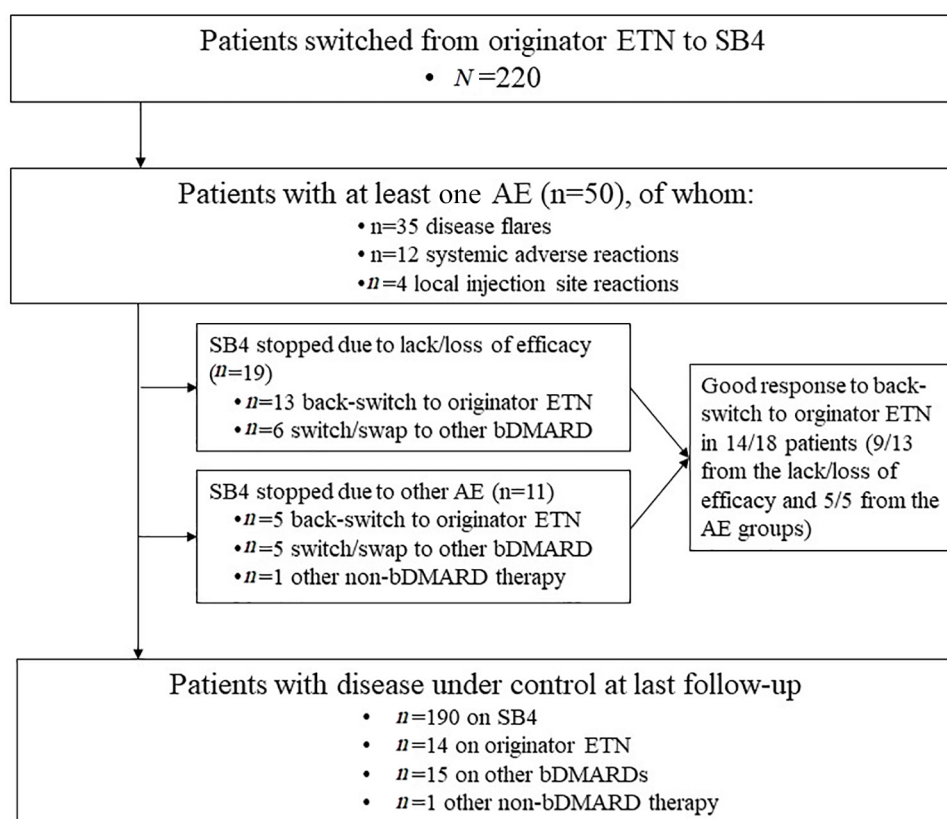 Patients switched from originator ETN to SB4
• N=220
Patients with at least one AE (n=50), of whom:
• n=35 disease flares
• n=12 systemic adverse reactions
• n=4 local injection site reactions
SB4 stopped due to lack/loss of efficacy
(n=19)
• n=13 back-switch to originator ETN
• n=6 switch/swap to other bDMARD
SB4 stopped due to other AE (n=11)
• n=5 back-switch to originator ETN
• n=5 switch/swap to other bDMARD
• n=1 other non-bDMARD therapy
Good response to back-
switch to orginator ETN
in 14/18 patients (9/13
from the lack/loss of
efficacy and 5/5 from the
AE groups)
Patients with disease under control at last follow-up
• n=190 on SB4
• n=14 on originator ETN
• n=15 on other bDMARDs
• n=1 other non-bDMARD therapy